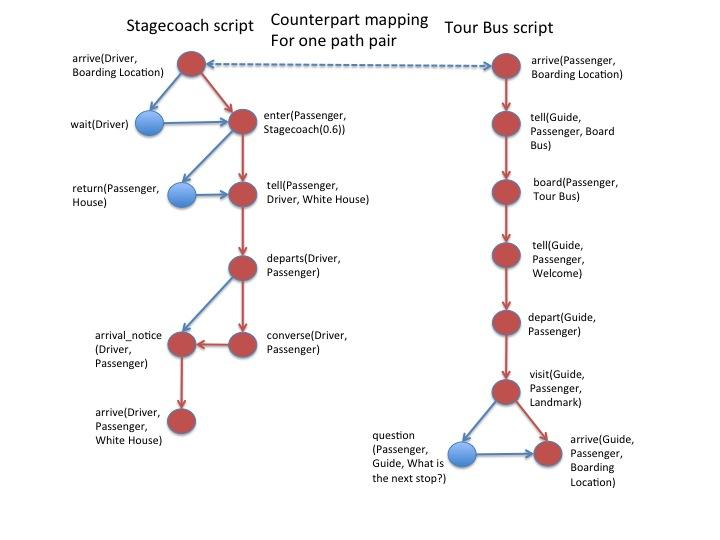 Stagecoach script
Counterpart mapping
For one path pair
Tour Bus script
arrive(Driver,
Boarding Location)
arrive(Passenger,
Boarding Location)
wait(Driver)
enter(Passenger,
Stagecoach(0.6))
tell(Guide,
Passenger, Board
Bus)
return(Passenger,
House)
tell(Passenger,
Driver, White House)
board(Passenger,
Tour Bus)
departs(Driver,
Passenger)
tell(Guide,
Passenger,
Welcome)
arrival_notice
(Driver,
Passenger)
converse(Driver,
Passenger)
depart(Guide,
Passenger)
arrive(Driver,
Passenger,
White House)
visit(Guide,
Passenger,
Landmark)
question
(Passenger,
Guide, What is
the next stop?)
arrive(Guide,
Passenger,
Boarding
Location)